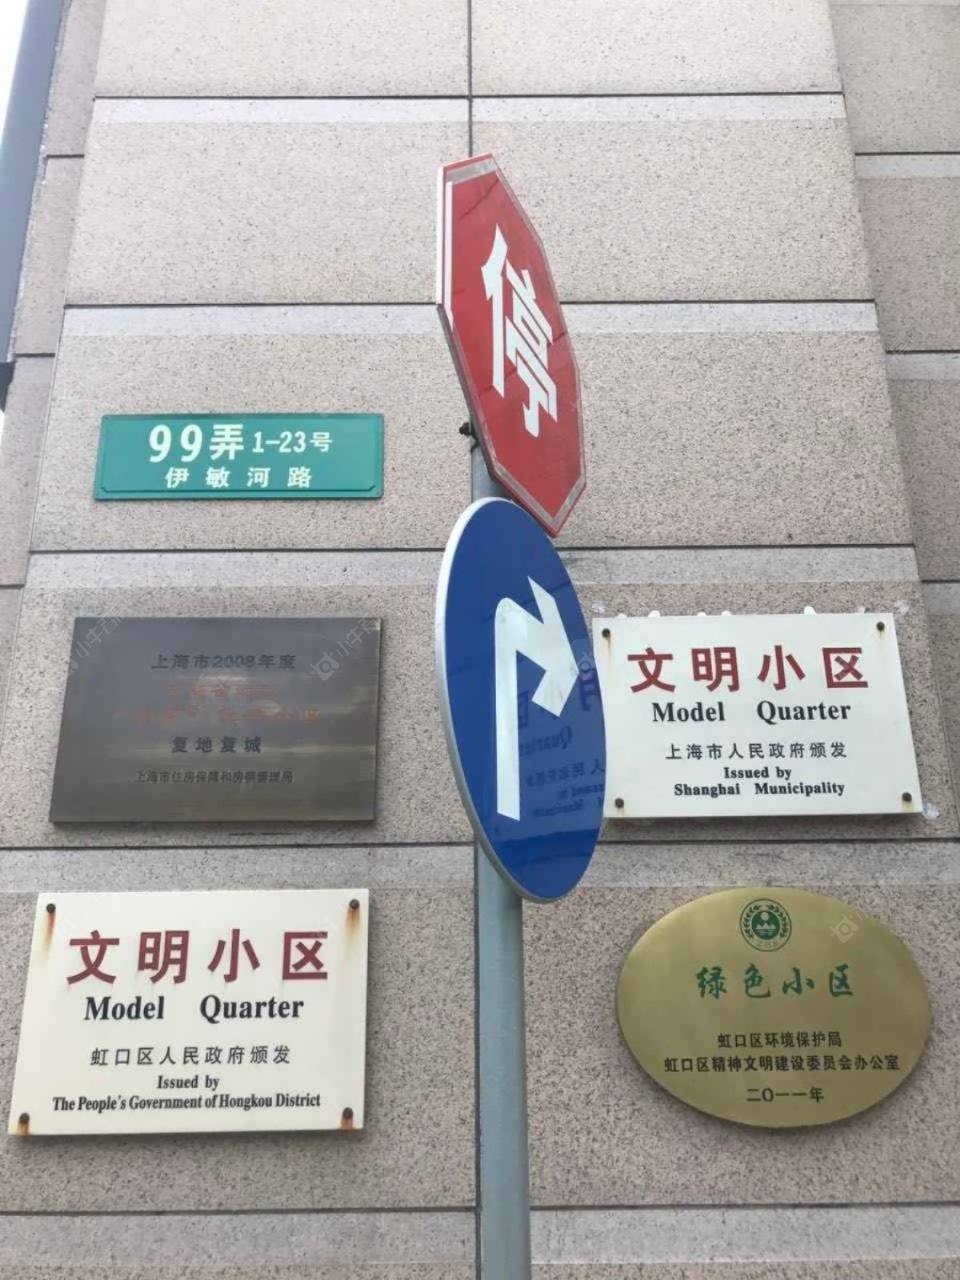 停
99弄 1-23号
伊敏河路
上海市2008年度
复地复城
上海市住房保障和房屋管理局
文明小区
Model Quarter
上海市人民政府颁发
Issued by
Shanghai Municipality
文明小区
Model Quarter
虹口区人民政府颁发
Issued by
The People's Government of Hongkou District
绿色小区
虹口区环境保护局
虹口区精神文明建设委员会办公室
二〇一一年